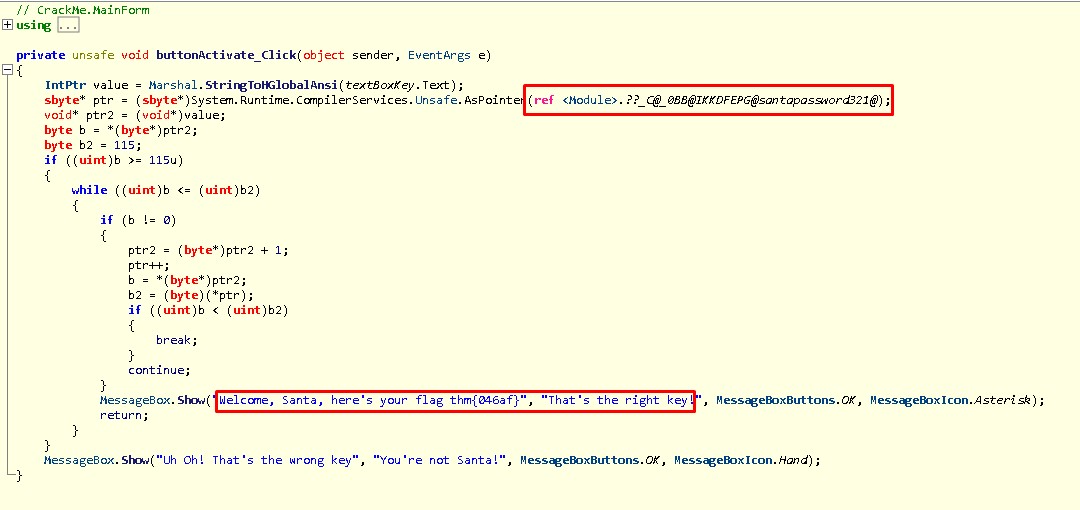 // CrackMe.MainForm
using ...
private unsafe void buttonActivate_Click(object sender, EventArgs e)
{
IntPtr value = Marshal.StringToHGlobalAnsi(textBoxKey.Text);
sbyte* ptr = (sbyte*)System.Runtime.CompilerServices.Unsafe.AsPointer(ref <Module>.??_C@_0BB@IKKDFEPG@santapassword321@);
void* ptr2 = (void*)value;
byte b = *(byte*)ptr2;
byte b2 = 115;
if ((uint)b >= 115u)
{
while ((uint)b <= (uint)b2)
{
if (b != 0)
{
ptr2 = (byte*)ptr2 + 1;
ptr++;
b = *(byte*)ptr2;
b2 = (byte)(*ptr);
if ((uint)b < (uint)b2)
{
break;
}
continue;
}
MessageBox.Show("Welcome, Santa, here's your flag thm{046af}", "That's the right key!", MessageBoxButtons.OK, MessageBoxIcon.Asterisk);
return;
}
}
MessageBox.Show("Uh Oh! That's the wrong key", "You're not Santa!", MessageBoxButtons.OK, MessageBoxIcon.Hand);
}